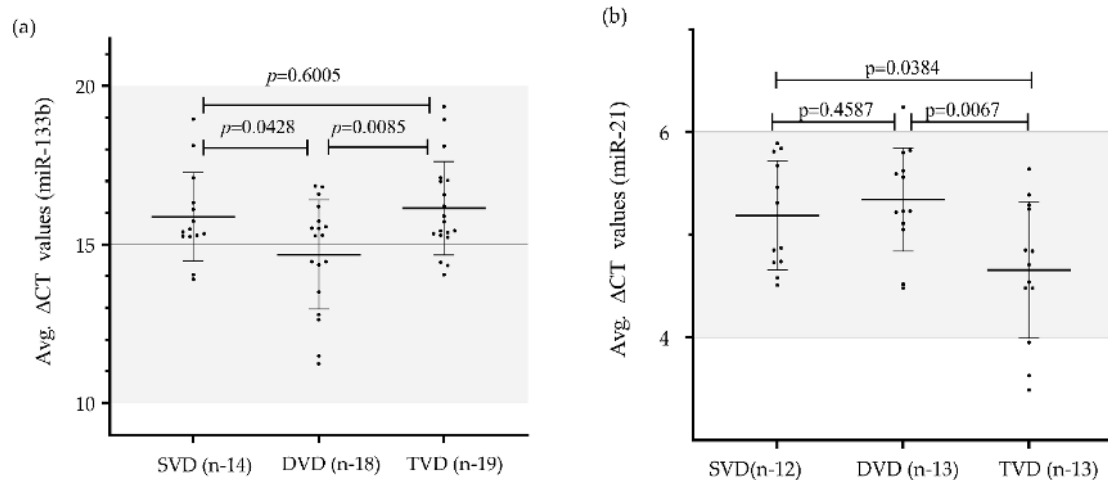 (a)
Avg. ΔCT values (miR-133b)
20
15
10
p=0.6005
p=0.0428
p=0.0085
SVD (n-14)
DVD (n-18)
TVD (n-19)
(b)
Avg. ΔCT values (miR-21)
6
4
p=0.0384
p=0.4587
p=0.0067
SVD(n-12)
DVD (n-13)
TVD (n-13)